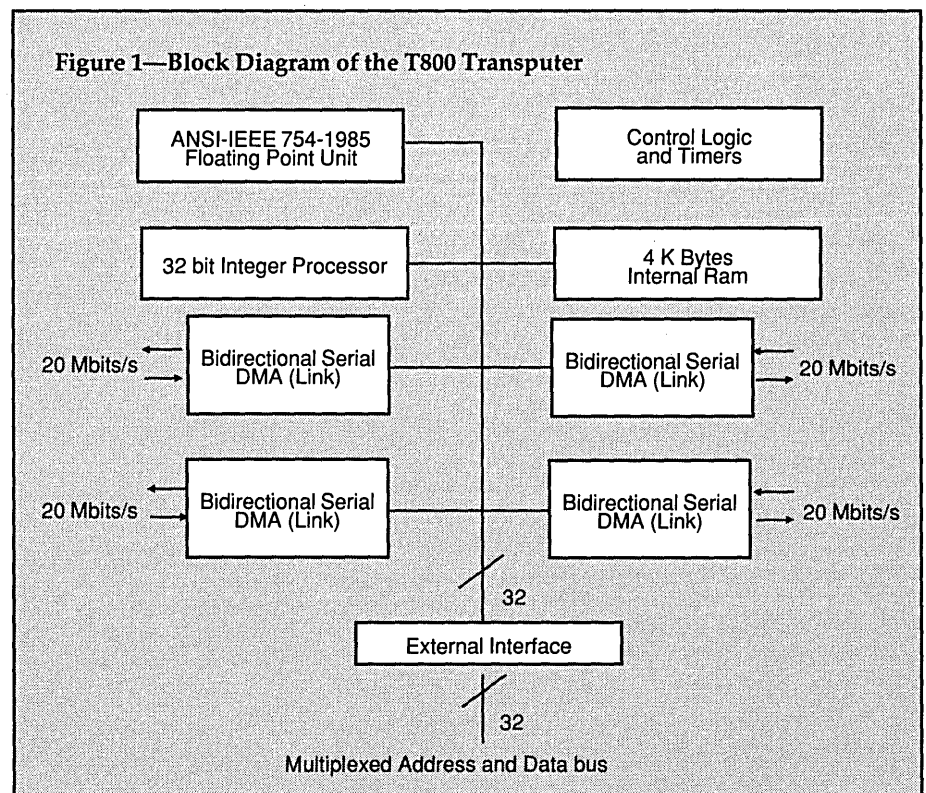 Figure 1—Block Diagram of the T800 Transputer
ANSI-IEEE 754-1985
Floating Point Unit
Control Logic
and Timers
32 bit Integer Processor
4 K Bytes
Internal Ram
20 Mbits/s
Bidirectional Serial
DMA (Link)
Bidirectional Serial
DMA (Link)
20 Mbits/s
20 Mbits/s
Bidirectional Serial
DMA (Link)
Bidirectional Serial
DMA (Link)
20 Mbits/s
32
External Interface
32
Multiplexed Address and Data bus